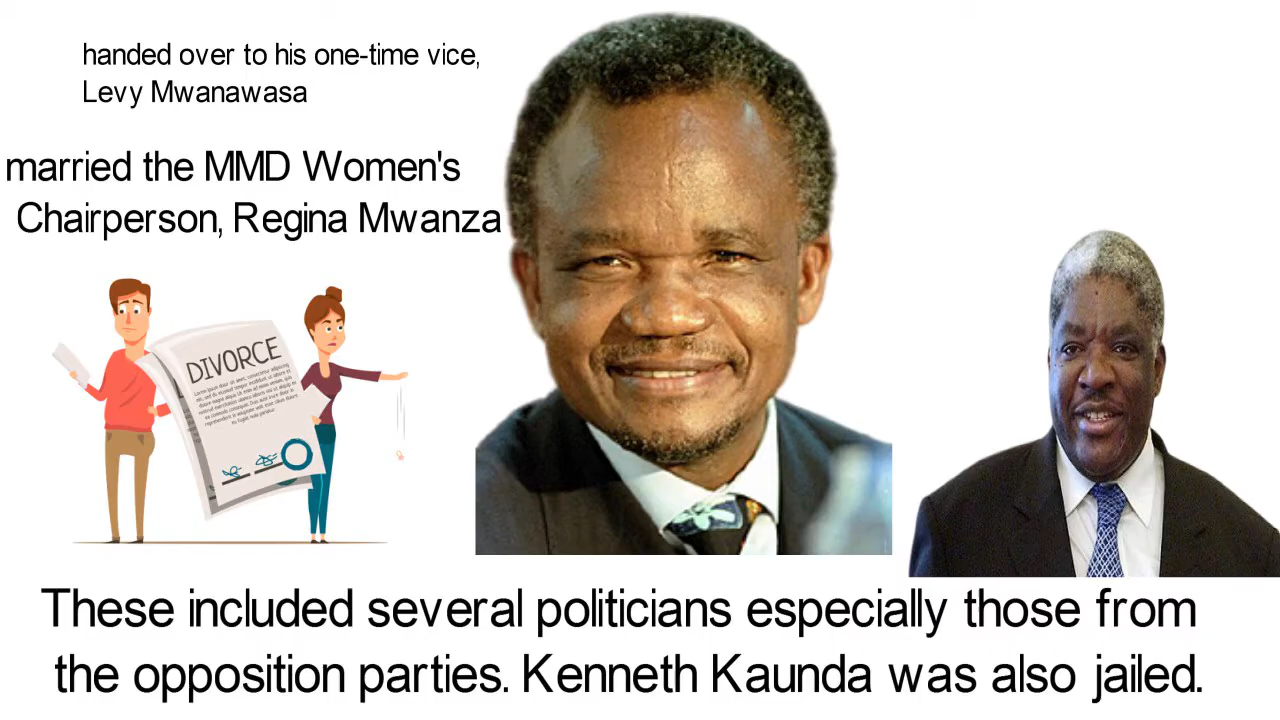 handed over to his one-time vice,
Levy Mwanawasa
married the MMD Women's
Chairperson, Regina Mwanza
DIVORCE
These included several politicians especially those from
the opposition parties. Kenneth Kaunda was also jailed.